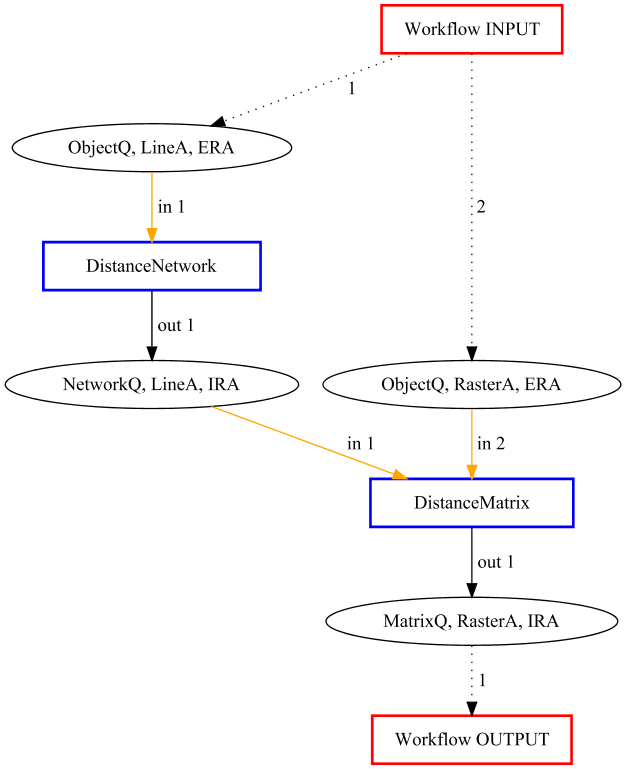 Workflow INPUT
1
ObjectQ, LineA, ERA
in 1
2
DistanceNetwork
out 1
NetworkQ, LineA, IRA
ObjectQ, RasterA, ERA
in 1
in 2
DistanceMatrix
out 1
MatrixQ, RasterA, IRA
1
Workflow OUTPUT